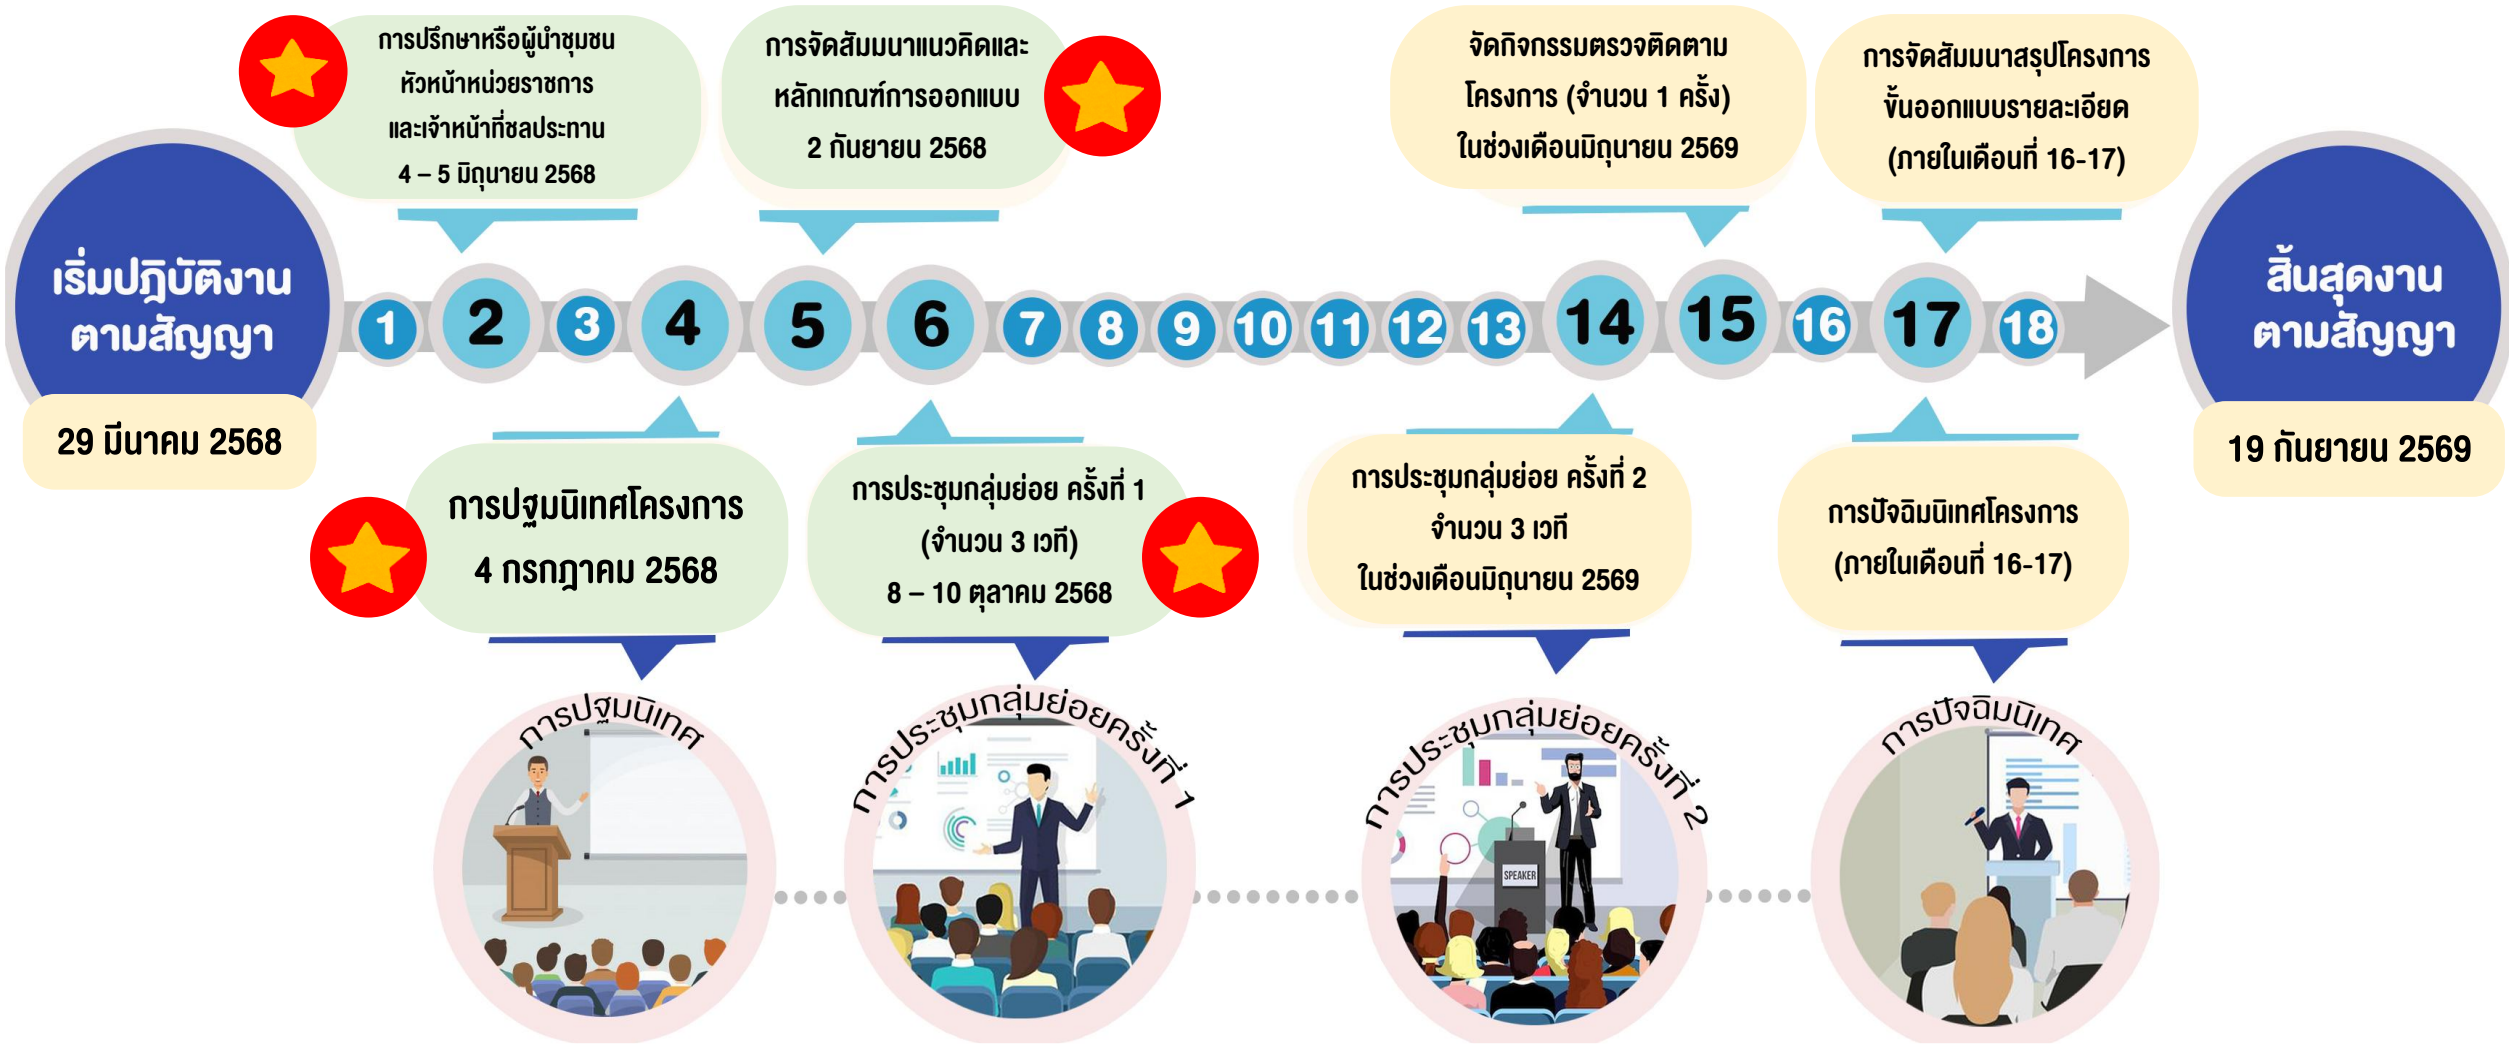 การปรึกษาหรือผู้นำชุมชน
หัวหน้าหน่วยราชการ
และเจ้าหน้าที่ชลประทาน
4 – 5 มิถุนายน 2568
การจัดสัมมนาแนวคิดและ
หลักเกณฑ์การออกแบบ
2 กันยายน 2568
จัดกิจกรรมตรวจติดตาม
โครงการ (จำนวน 1 ครั้ง)
ในช่วงเดือนมิถุนายน 2569
การจัดสัมมนาสรุปโครงการ
ขั้นออกแบบรายละเอียด
(ภายในเดือนที่ 16-17)
เริ่มปฏิบัติงาน
ตามสัญญา
29 มีนาคม 2568
1 2 3 4 5 6 7 8 9 10 11 12 13 14 15 16 17 18
สิ้นสุดงาน
ตามสัญญา
19 กันยายน 2569
การปฐมนิเทศโครงการ
4 กรกฎาคม 2568
การประชุมกลุ่มย่อย ครั้งที่ 1
(จำนวน 3 เวที)
8 – 10 ตุลาคม 2568
การประชุมกลุ่มย่อย ครั้งที่ 2
จำนวน 3 เวที
ในช่วงเดือนมิถุนายน 2569
การปัจฉิมนิเทศโครงการ
(ภายในเดือนที่ 16-17)
การปฐมนิเทศ
การประชุมกลุ่มย่อยครั้งที่ 1
การประชุมกลุ่มย่อยครั้งที่ 2
SPEAKER
การปัจฉิมนิเทศ